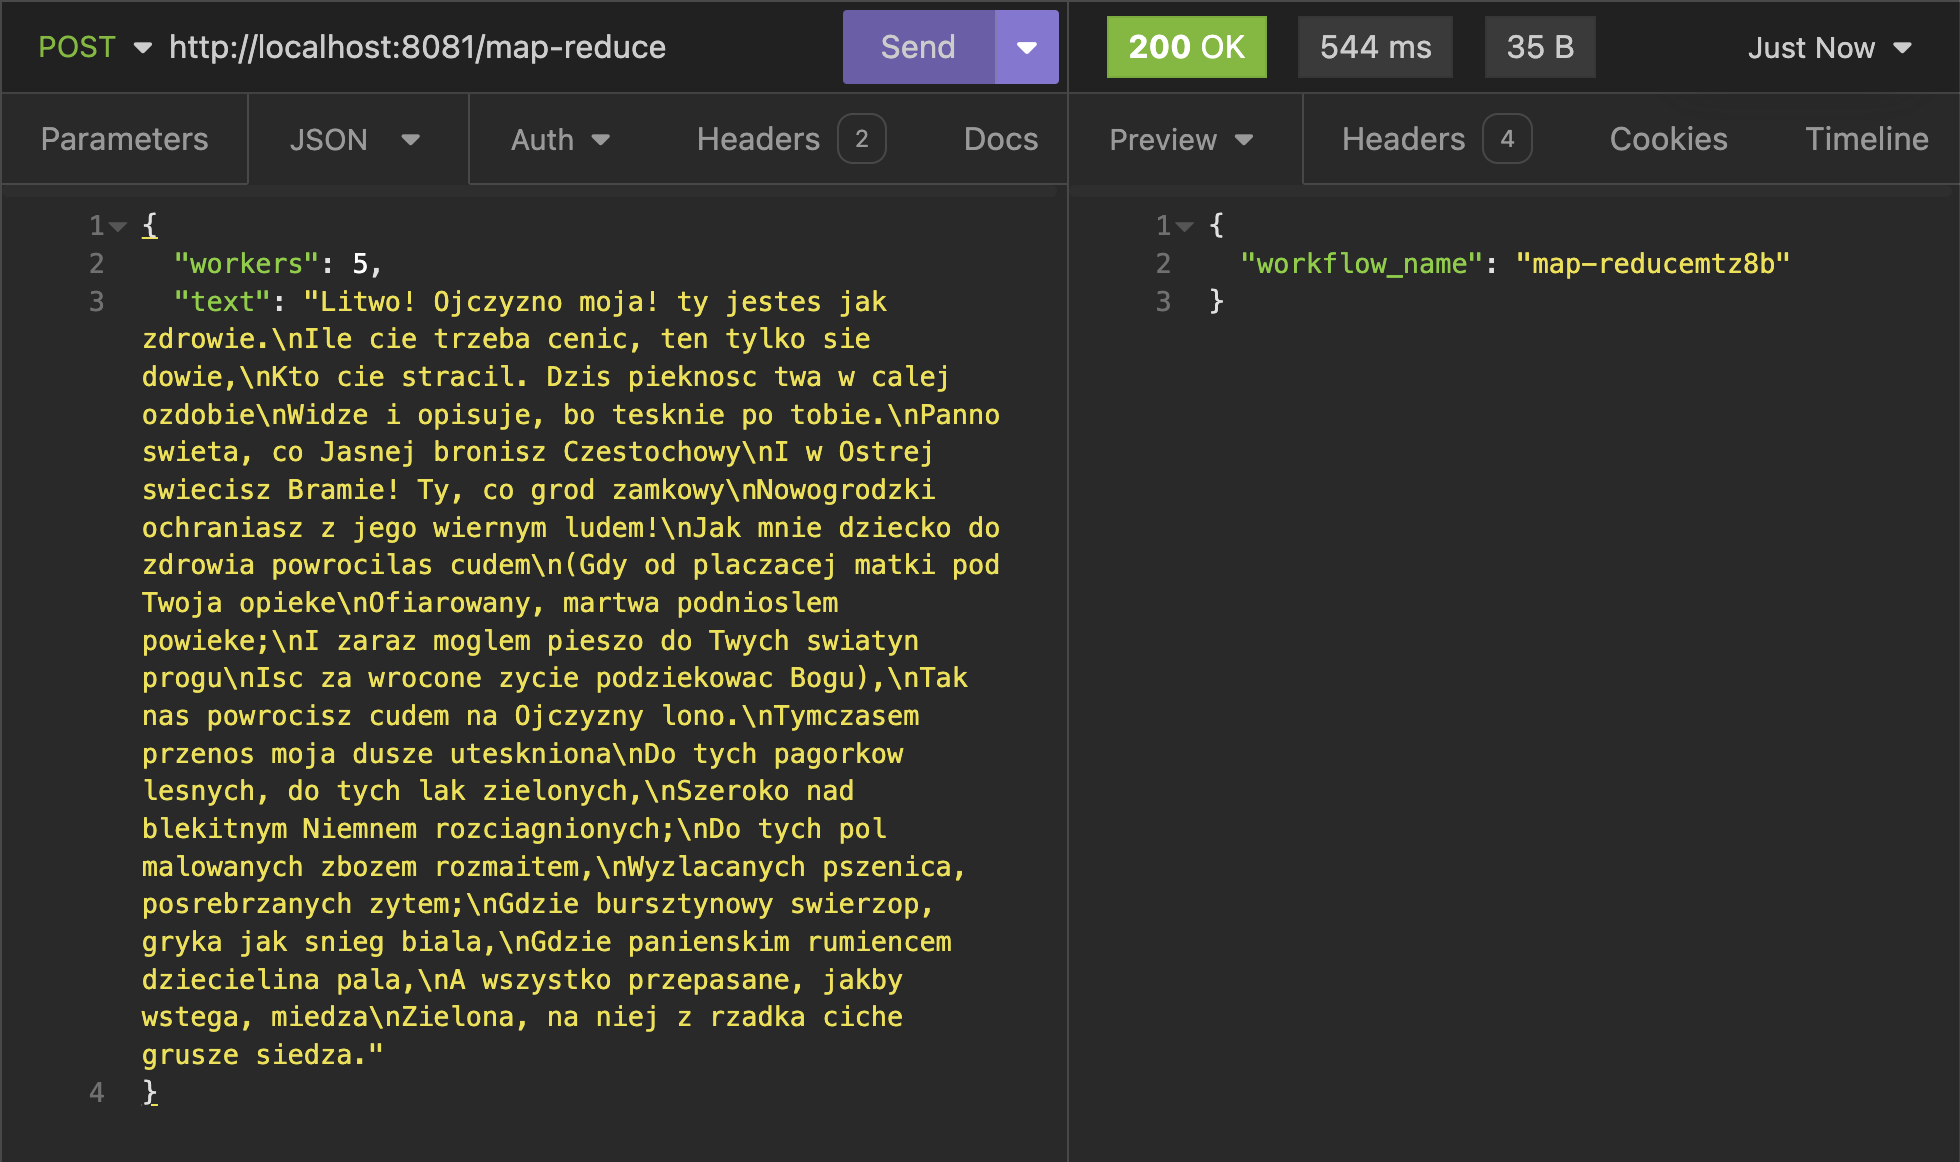 POST http://localhost:8081/map-reduce Send 200 OK 544 ms 35 B Just Now
Parameters JSON Auth Headers 2 Docs Preview Headers 4 Cookies Timeline
1 {
2 "workers": 5,
3 "text": "Litwo! Ojczyzno moja! ty jestes jak
zdrowie.\nIle cie trzeba cenic, ten tylko sie
dowie,\nKto cie stracil. Dzis pieknosc twa w calej
ozdobie\nWidze i opisuje, bo tesknie po tobie.\nPanno
swieta, co Jasnej bronisz Czestochowy\nI w Ostrej
swiecisz Bramie! Ty, co grod zamkowy\nNowogrodzki
ochraniasz z jego wiernym ludem!\nJak mnie dziecko do
zdrowia powrocilas cudem\n(Gdy od placzacej matki pod
Twoja opieke\nOfiarowany, martwa podnioslem
powieke;\nI zaraz moglem pieszo do Twych swiatyn
progu\nIsc za wrocone zycie podziekowac Bogu),\nTak
nas powrocisz cudem na Ojczyzny lono.\nTymczasem
przenos moja dusze uteskniona\nDo tych pagorkow
lesnych, do tych lak zielonych,\nSzeroko nad
blekitnym Niemnem rozciagnionych;\nDo tych pol
malowanych zbozem rozmaitem,\nWyzlacanych pszenica,
posrebrzanych zytem;\nGdzie bursztynowy swierzop,
gryka jak snieg biala,\nGdzie panienskim rumiencem
dziecielina pala,\nA wszystko przepasane, jakby
wstega, miedza\nZielona, na niej z rzadka ciche
grusze siedza."
4 }
1 {
2 "workflow_name": "map-reducemtz8b"
3 }